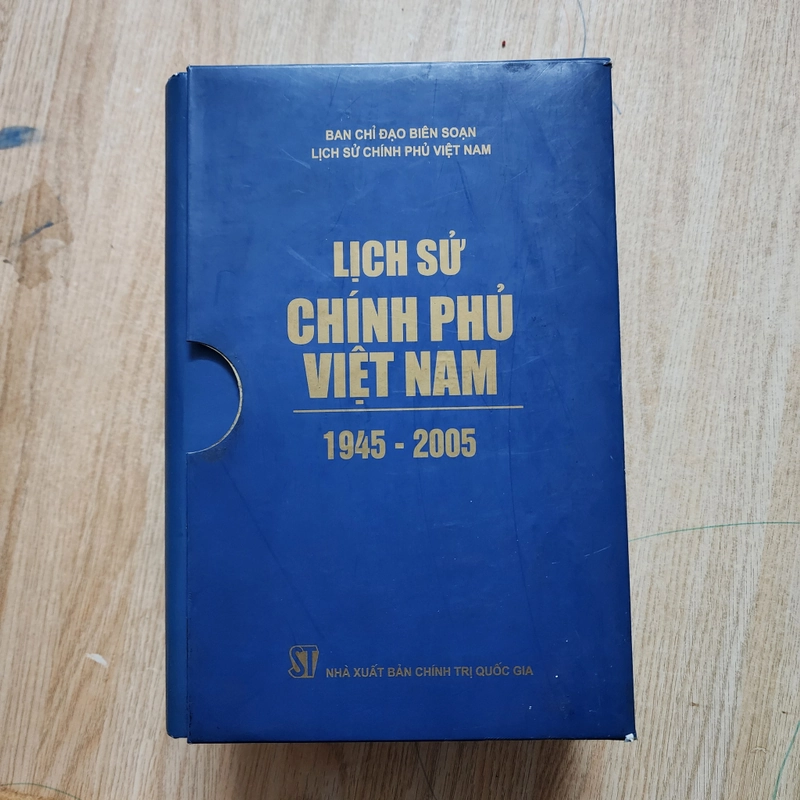 BAN CHỈ ĐẠO BIÊN SOẠN
LỊCH SỬ CHÍNH PHỦ VIỆT NAM
LỊCH SỬ
CHÍNH PHỦ
VIỆT NAM
1945 - 2005
ST NHÀ XUẤT BẢN CHÍNH TRỊ QUỐC GIA